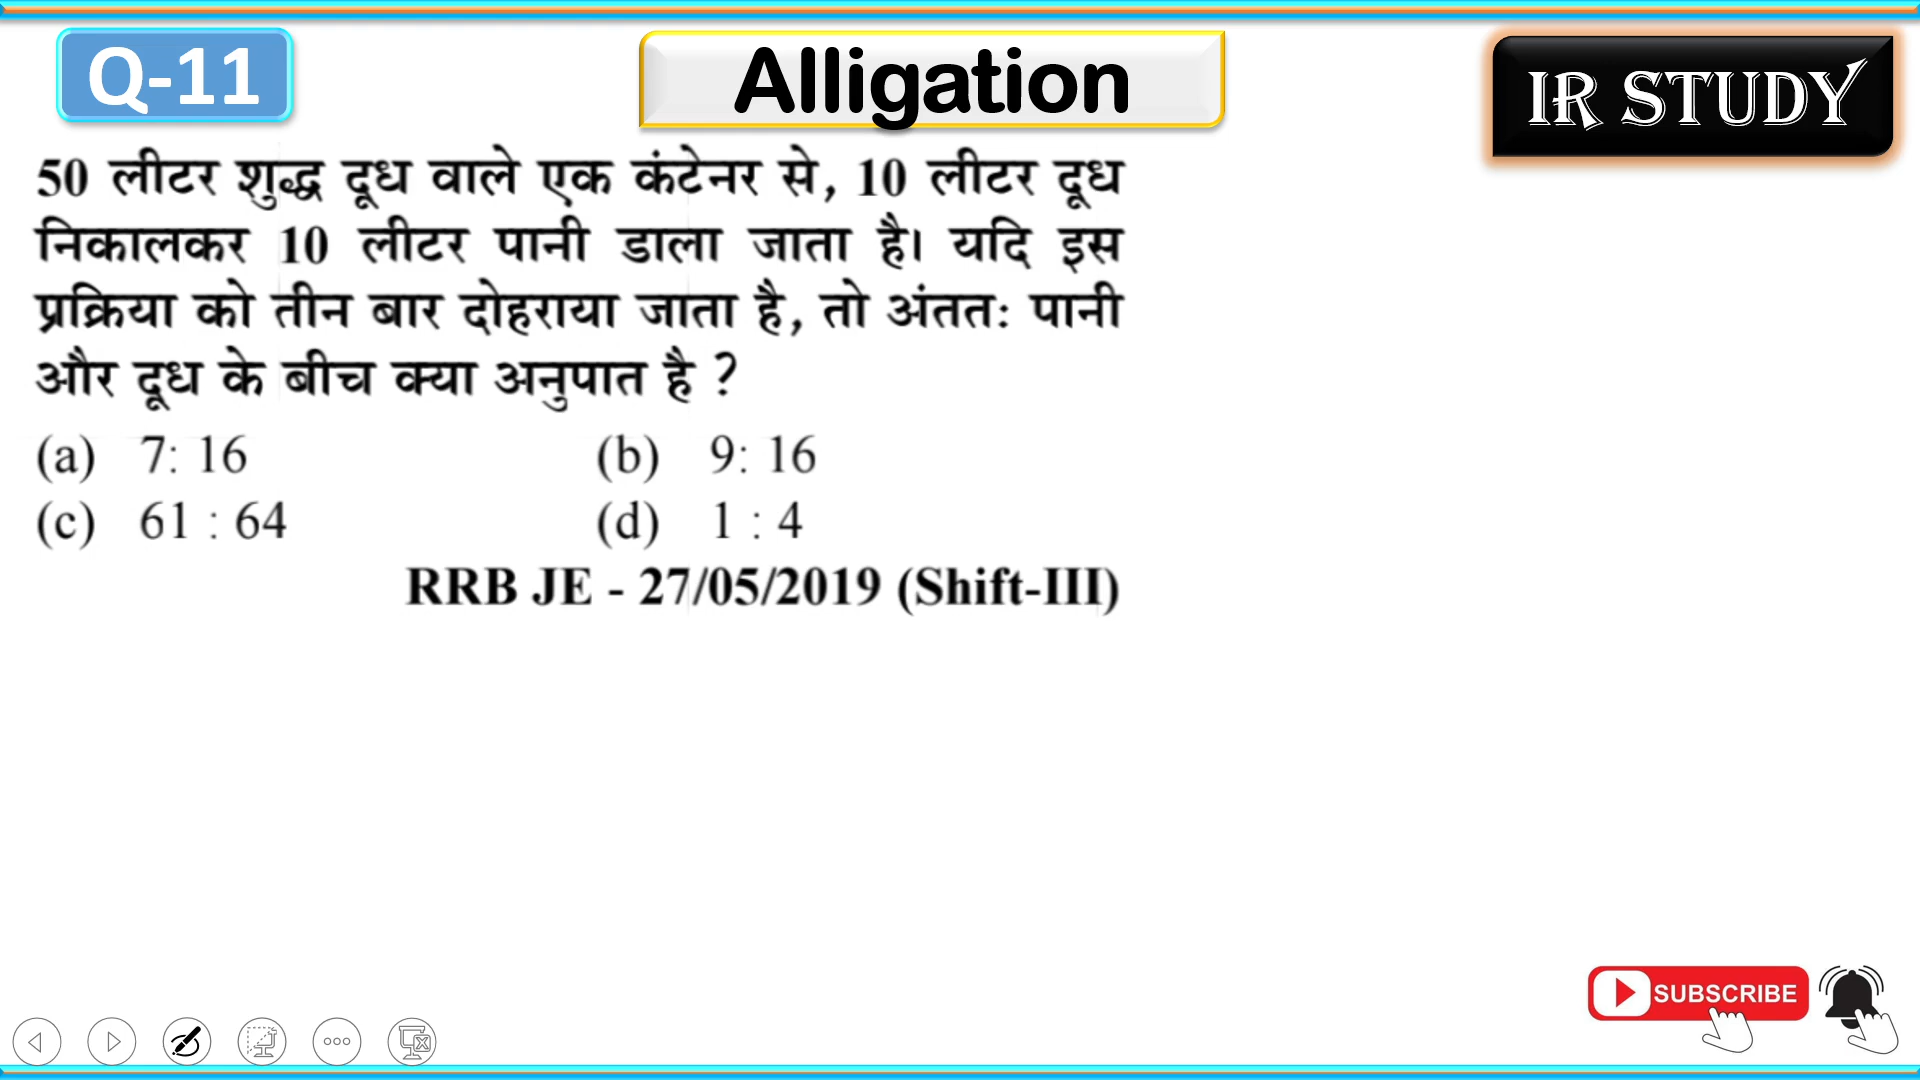 Q-11
Alligation
IR STUDY
50 लीटर शुद्ध दूध वाले एक कंटेनर से, 10 लीटर दूध
निकालकर 10 लीटर पानी डाला जाता है। यदि इस
प्रक्रिया को तीन बार दोहराया जाता है, तो अंततः पानी
और दूध के बीच क्या अनुपात है ?
(a) 7: 16 (b) 9: 16
(c) 61 : 64 (d) 1 : 4
RRB JE - 27/05/2019 (Shift-III)
SUBSCRIBE